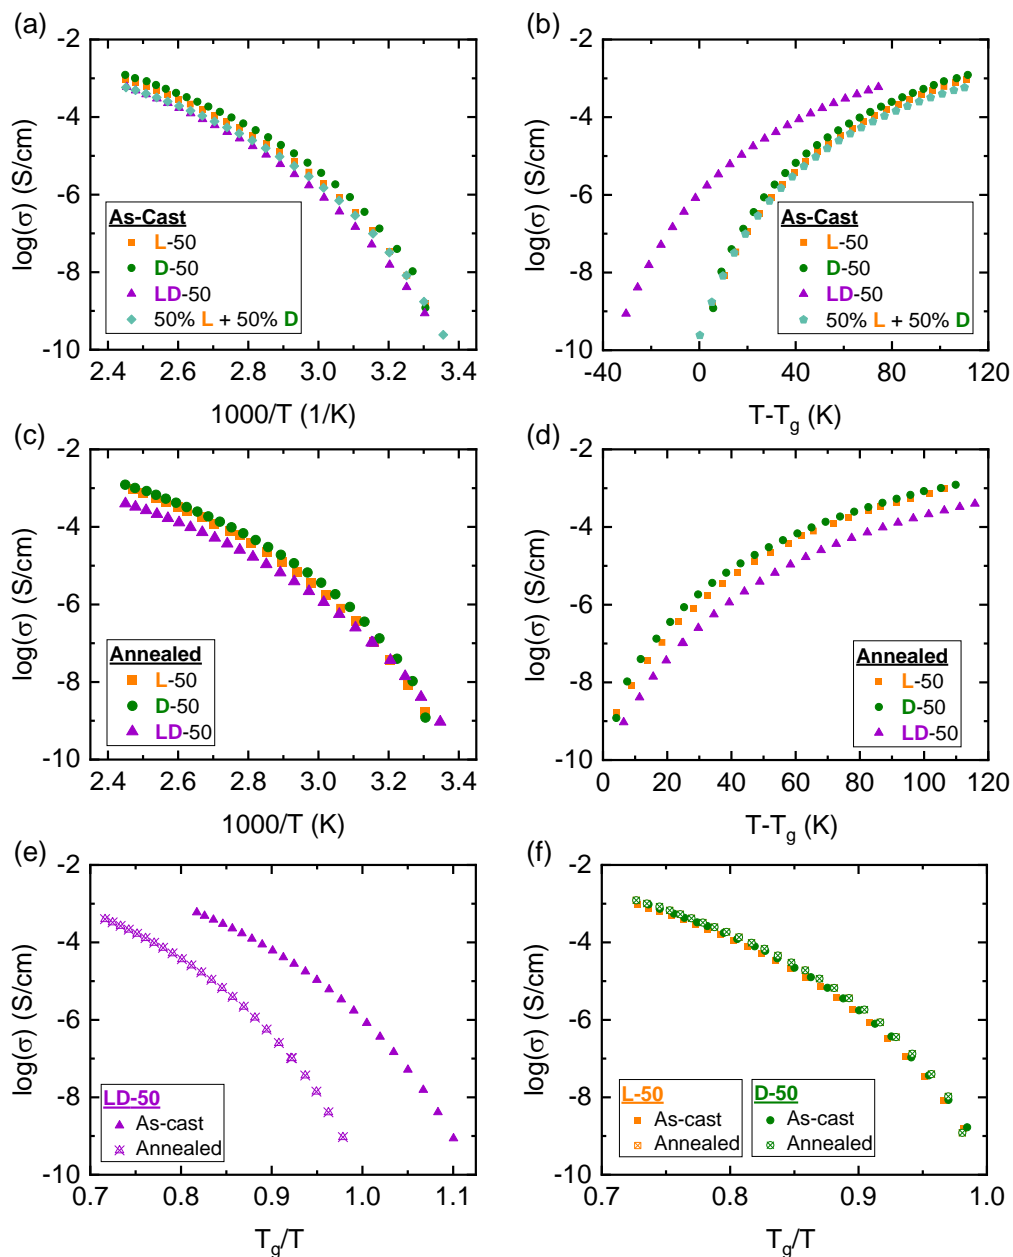 (a)
-2
-4
-6
-8
-10
log(σ) (S/cm)
As-Cast
L-50
D-50
LD-50
50% L + 50% D
2.4 2.6 2.8 3.0 3.2 3.4
1000/T (1/K)
(b)
-2
-4
-6
-8
-10
log(σ) (S/cm)
As-Cast
L-50
D-50
LD-50
50% L + 50% D
-40 0 40 80 120
T-Tg (K)
(c)
-2
-4
-6
-8
-10
log(σ) (S/cm)
Annealed
L-50
D-50
LD-50
2.4 2.6 2.8 3.0 3.2 3.4
1000/T (K)
(d)
-2
-4
-6
-8
-10
log(σ) (S/cm)
Annealed
L-50
D-50
LD-50
0 20 40 60 80 100 120
T-Tg (K)
(e)
-2
-4
-6
-8
-10
log(σ) (S/cm)
LD-50
As-cast
Annealed
0.7 0.8 0.9 1.0 1.1
Tg/T
(f)
-2
-4
-6
-8
-10
log(σ) (S/cm)
L-50
As-cast
Annealed
D-50
As-cast
Annealed
0.7 0.8 0.9 1.0
Tg/T